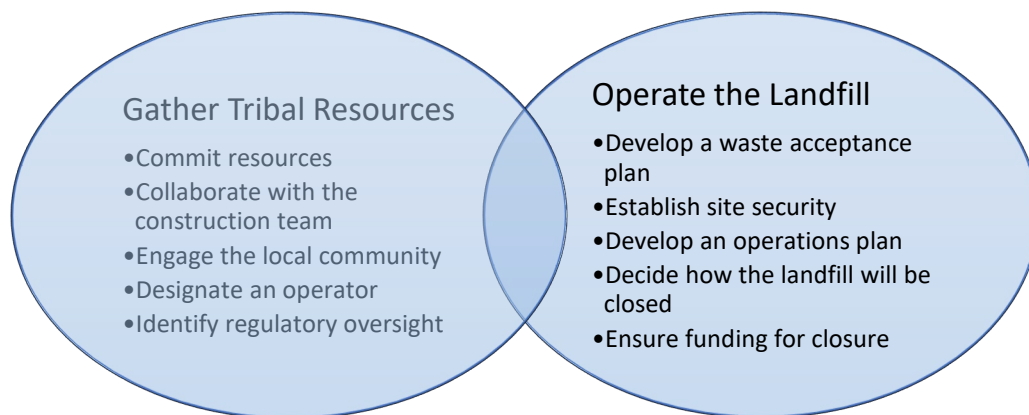 Gather Tribal Resources
•Commit resources
•Collaborate with the
construction team
•Engage the local community
•Designate an operator
•Identify regulatory oversight
Operate the Landfill
•Develop a waste acceptance
plan
•Establish site security
•Develop an operations plan
•Decide how the landfill will be
closed
•Ensure funding for closure